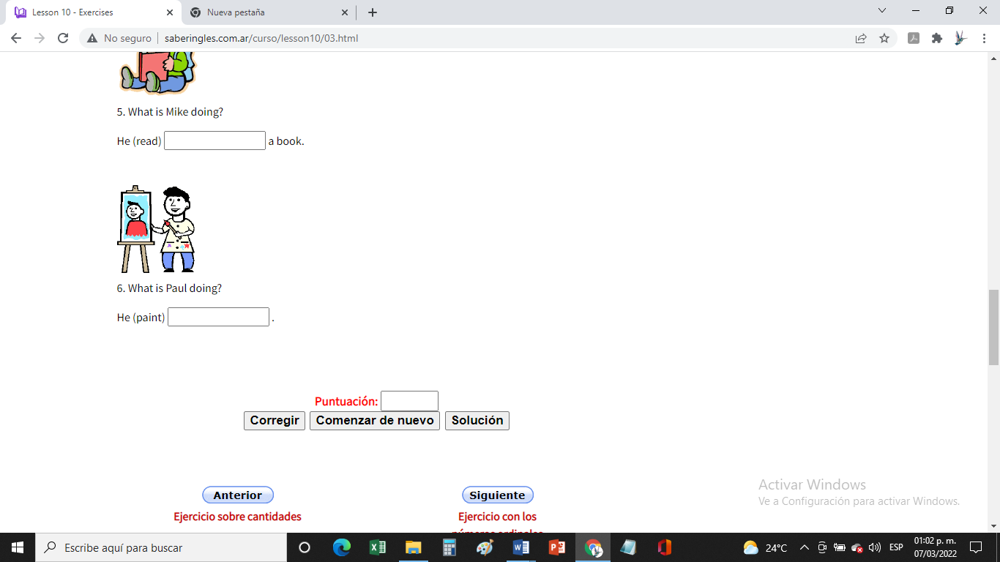 Lesson 10 - Exercises
Nueva pestaña
No seguro
saberingles.com.ar/curso/lesson10/03.html
5. What is Mike doing?
He (read) a book.
6. What is Paul doing?
He (paint) .
Puntuación:
Corregir Comenzar de nuevo Solución
Anterior Siguiente
Ejercicio sobre cantidades Ejercicio con los
números ordinales
Activar Windows
Ve a Configuración para activar Windows.
Escribe aquí para buscar
24°C
ESP
01:02 p. m.
07/03/2022